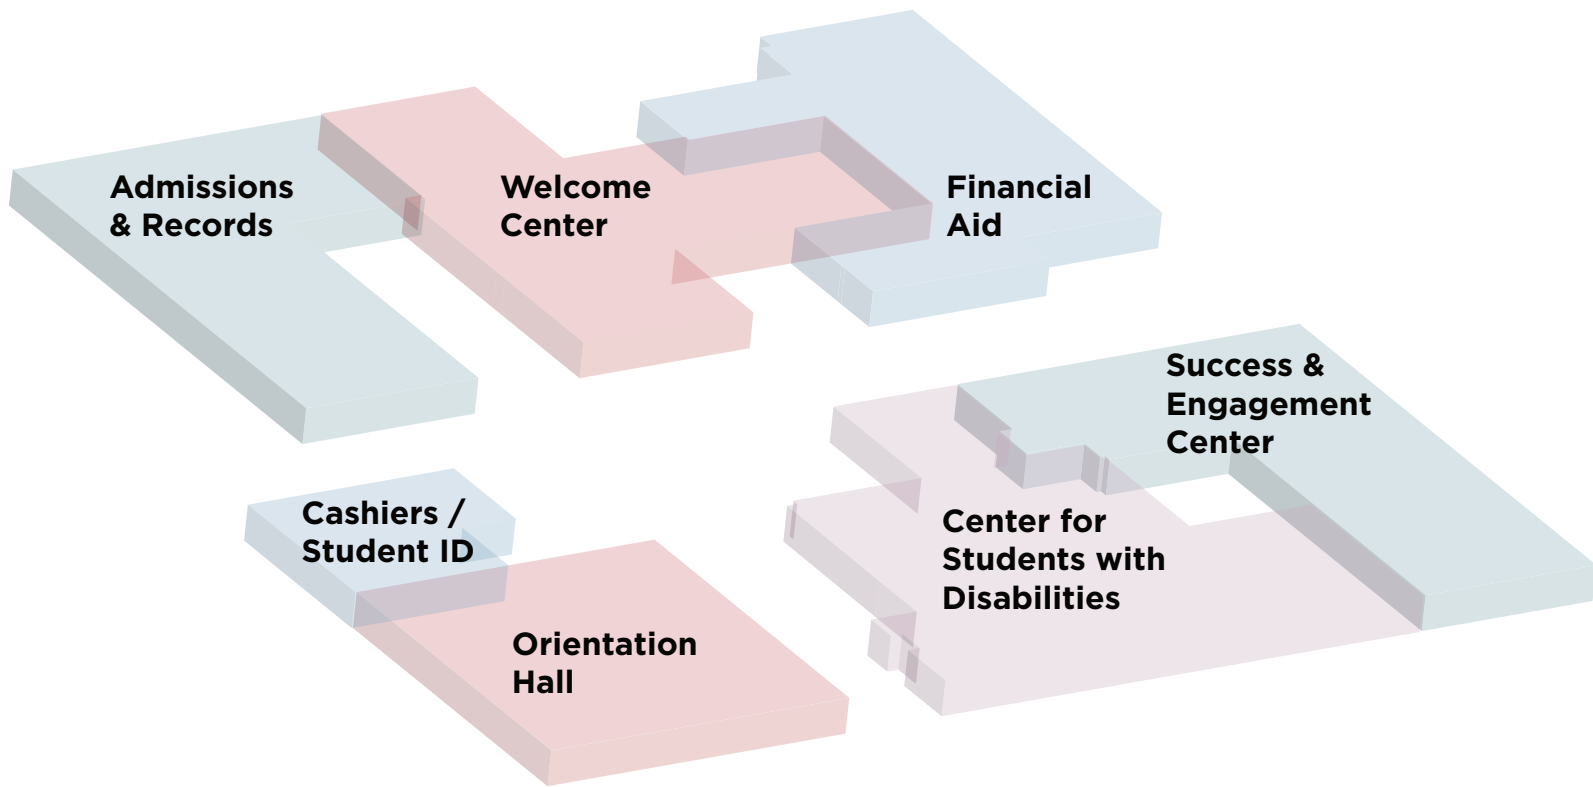 Admissions
& Records
Welcome
Center
Financial
Aid
Success &
Engagement
Center
Cashiers /
Student ID
Center for
Students with
Disabilities
Orientation
Hall